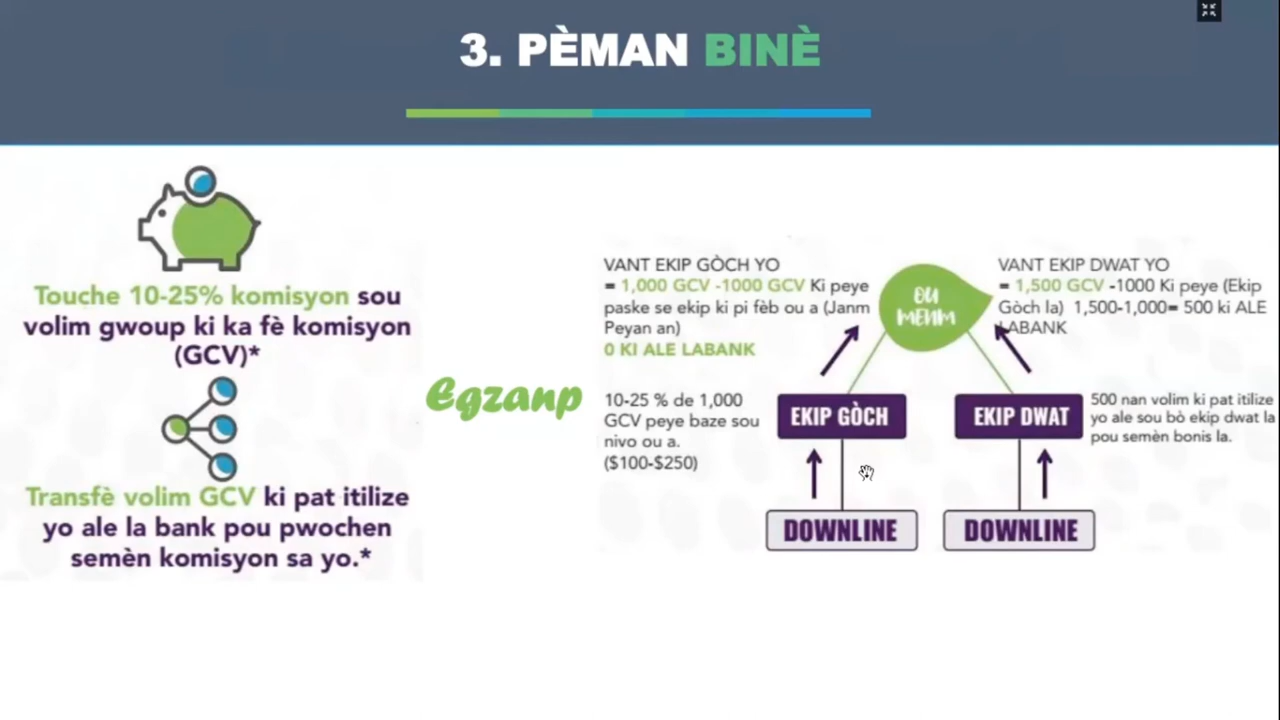 3. PÈMAN BINÈ
Touche 10-25% komisyon sou
volim gwoup ki ka fè komisyon
(GCV)*
Transfè volim GCV ki pat itilize
yo ale la bank pou pwochen
semèn komisyon sa yo.*
Egzanp
VANT EKIP GÒCH YO
= 1,000 GCV -1000 GCV Ki peye
paske se ekip ki pi fèb ou a (Janm
Peyan an)
0 KI ALE LABANK
10-25 % de 1,000
GCV peye baze sou
nivo ou a.
($100-$250)
OU
MENM
VANT EKIP DWAT YO
= 1,500 GCV -1000 Ki peye (Ekip
Gòch la) 1,500-1,000= 500 ki ALE
LABANK
EKIP GÒCH
EKIP DWAT
500 nan volim ki pat itilize
yo ale sou bò ekip dwat la
pou semèn bonis la.
DOWNLINE
DOWNLINE